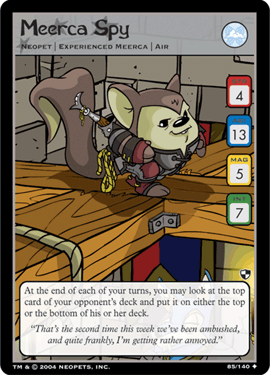 Meerca Spy
Neopet | Experienced Meerca | Air
4
13
MAG
5
INT
7
At the end of each of your turns, you may look at the top
card of your opponent's deck and put it on either the top
or the bottom of his or her deck.
"That's the second time this week we've been ambushed,
and quite frankly, I'm getting rather annoyed."
TM & © 2004 NEOPETS, INC.
85/140